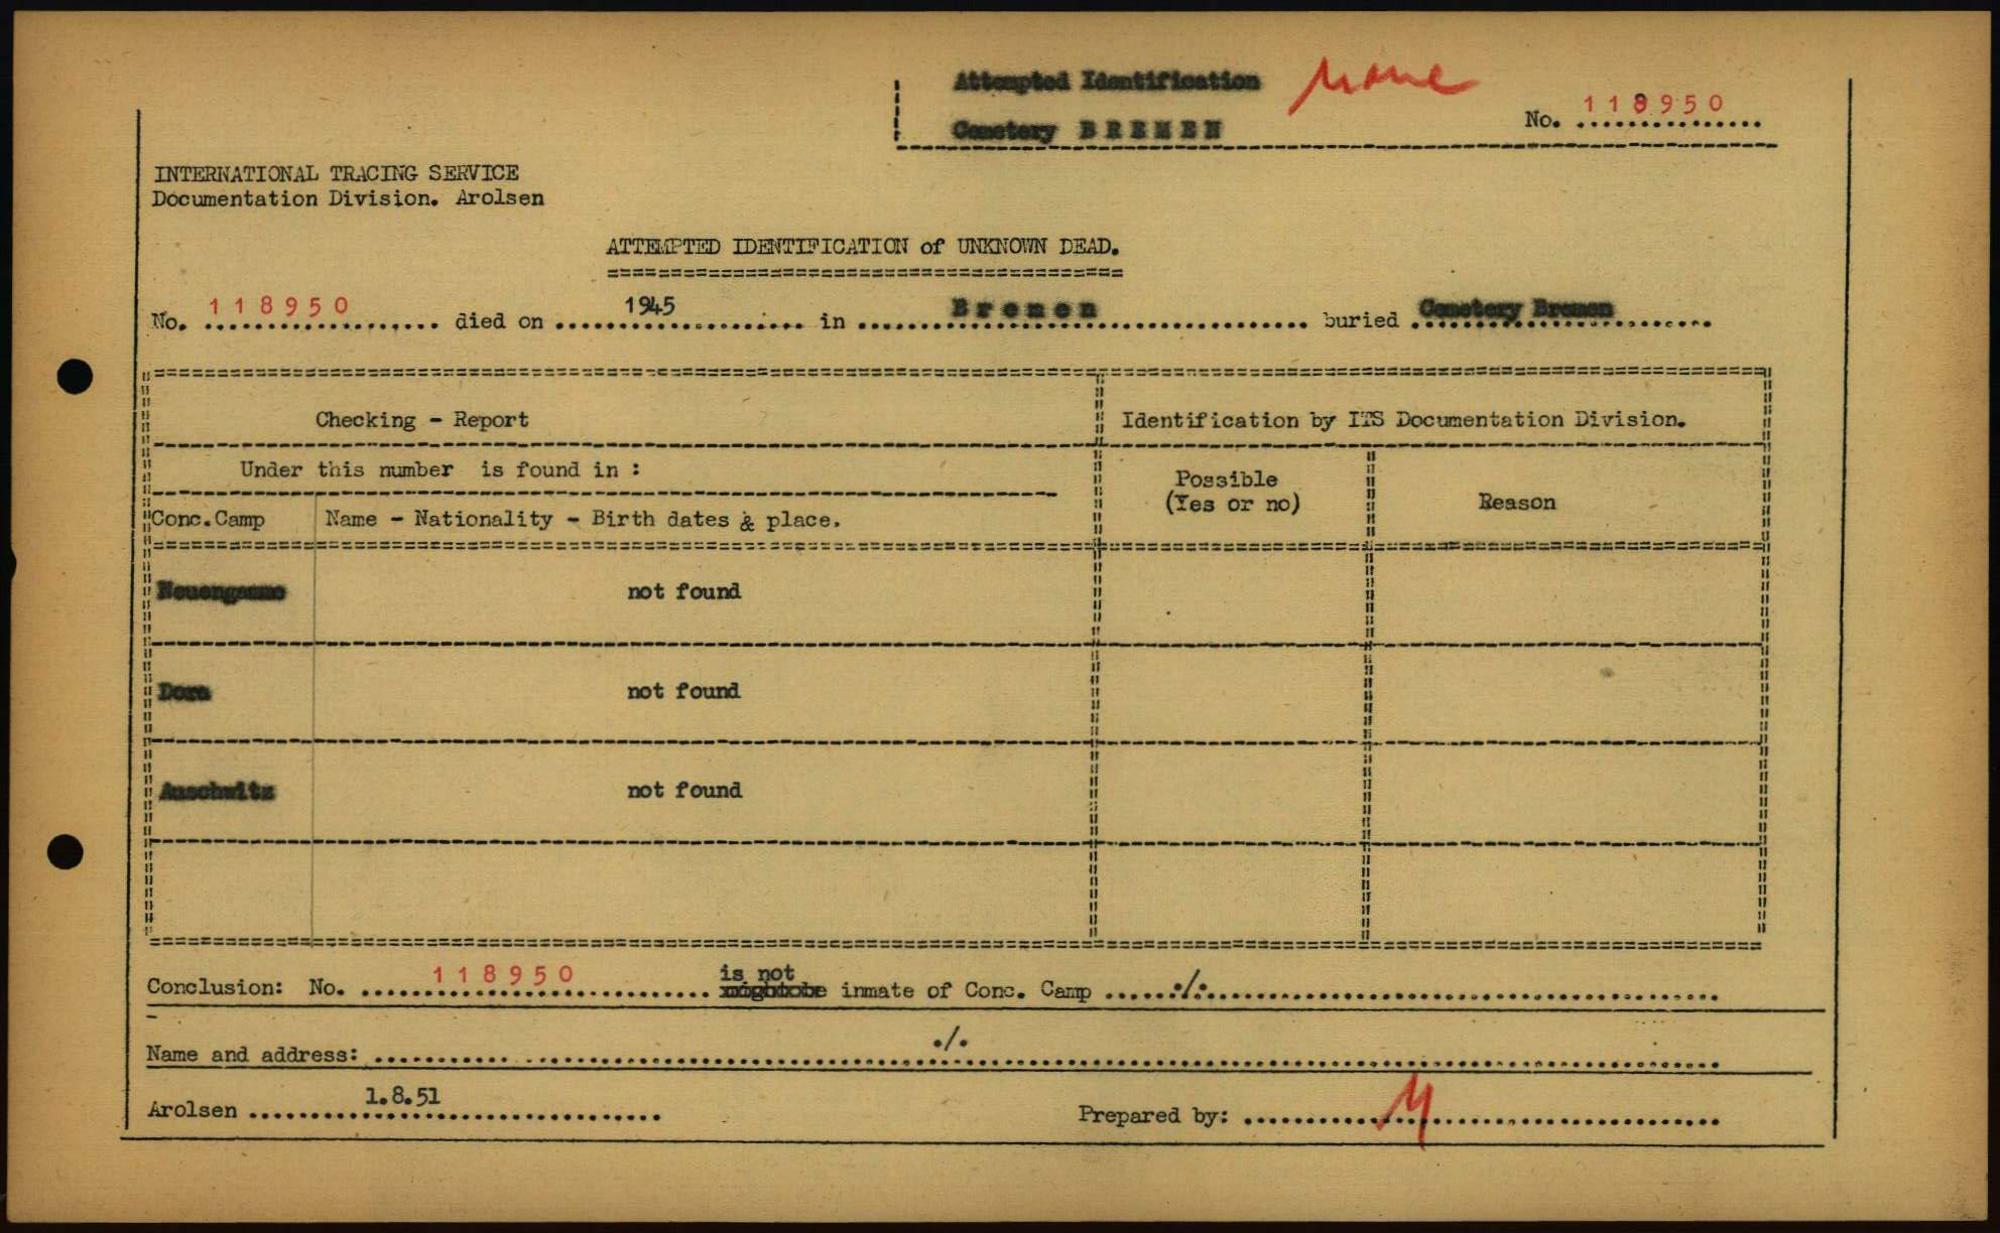 Attempted Identification
Cemetery BREMEN
No. 118950
INTERNATIONAL TRACING SERVICE
Documentation Division. Arolsen
ATTEMPTED IDENTIFICATION of UNKNOWN DEAD.
No. 118950 died on 1945 in Bremen buried Cemetery Bremen
Checking - Report
Identification by ITS Documentation Division.
Under this number is found in :
Possible
(Yes or no)
Reason
Conc.Camp Name - Nationality - Birth dates & place.
Neuengamme not found
Dora not found
Auschwitz not found
is not
Conclusion: No. 118950 inmate of Conc. Camp ./.
Name and address: ./.
Arolsen 1.8.51
Prepared by: